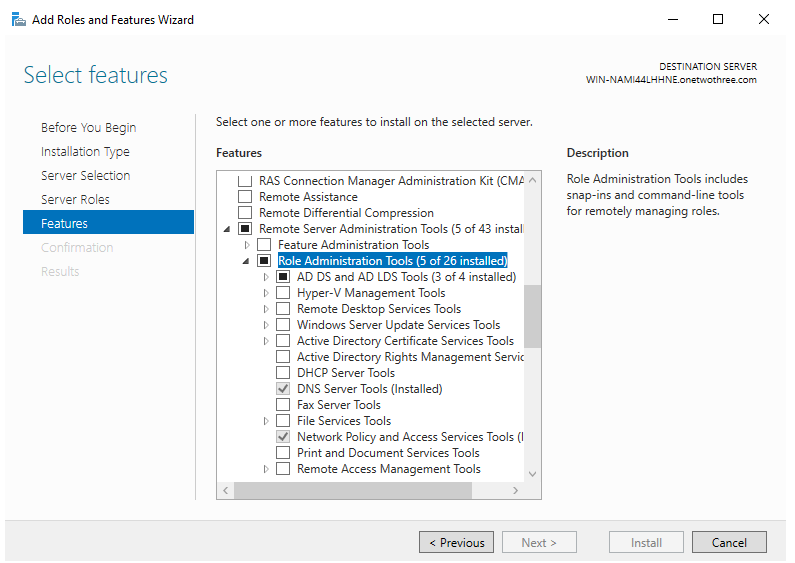 Add Roles and Features Wizard
Select features
DESTINATION SERVER
WIN-NAMI44LHHNE.onetwothree.com
Before You Begin
Installation Type
Server Selection
Server Roles
Features
Confirmation
Results
Select one or more features to install on the selected server.
Features
RAS Connection Manager Administration Kit (CMA
Remote Assistance
Remote Differential Compression
Remote Server Administration Tools (5 of 43 instal
Feature Administration Tools
Role Administration Tools (5 of 26 installed)
AD DS and AD LDS Tools (3 of 4 installed)
Hyper-V Management Tools
Remote Desktop Services Tools
Windows Server Update Services Tools
Active Directory Certificate Services Tools
Active Directory Rights Management Servic
DHCP Server Tools
DNS Server Tools (Installed)
Fax Server Tools
File Services Tools
Network Policy and Access Services Tools (I
Print and Document Services Tools
Remote Access Management Tools
Description
Role Administration Tools includes
snap-ins and command-line tools
for remotely managing roles.
< Previous
Next >
Install
Cancel